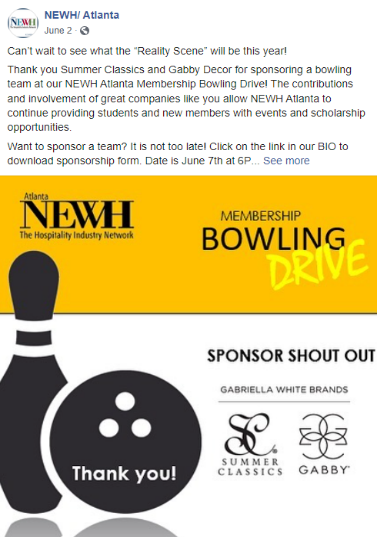 NEWH/ Atlanta
June 2 ·
Can't wait to see what the "Reality Scene" will be this year!
Thank you Summer Classics and Gabby Decor for sponsoring a bowling
team at our NEWH Atlanta Membership Bowling Drive! The contributions
and involvement of great companies like you allow NEWH Atlanta to
continue providing students and new members with events and scholarship
opportunities.
Want to sponsor a team? It is not too late! Click on the link in our BIO to
download sponsorship form. Date is June 7th at 6P... See more
Atlanta
NEWH
The Hospitality Industry Network
MEMBERSHIP
BOWLING
DRIVE
SPONSOR SHOUT OUT
GABRIELLA WHITE BRANDS
SUMMER
CLASSICS
GABBY
Thank you!